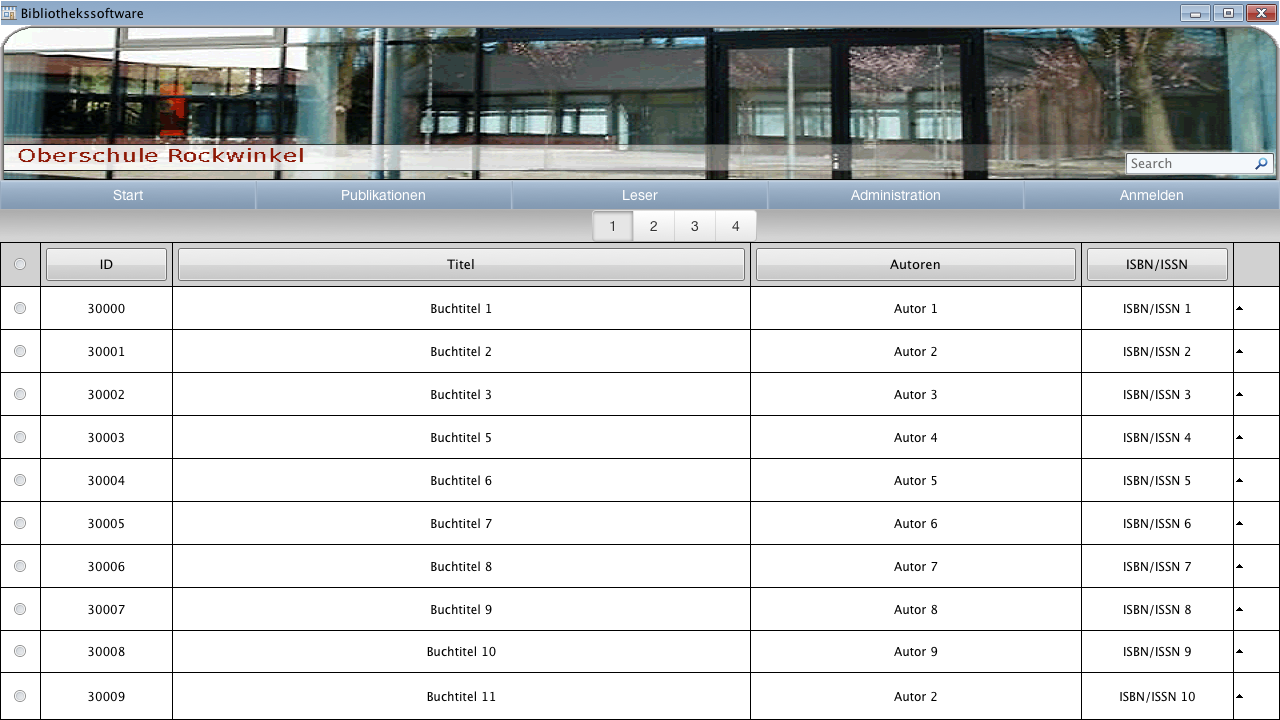 Bibliothekssoftware
Oberschule Rockwinkel
Search
Start Publikationen Leser Administration Anmelden
1 2 3 4
ID Titel Autoren ISBN/ISSN
30000 Buchtitel 1 Autor 1 ISBN/ISSN 1
30001 Buchtitel 2 Autor 2 ISBN/ISSN 2
30002 Buchtitel 3 Autor 3 ISBN/ISSN 3
30003 Buchtitel 5 Autor 4 ISBN/ISSN 4
30004 Buchtitel 6 Autor 5 ISBN/ISSN 5
30005 Buchtitel 7 Autor 6 ISBN/ISSN 6
30006 Buchtitel 8 Autor 7 ISBN/ISSN 7
30007 Buchtitel 9 Autor 8 ISBN/ISSN 8
30008 Buchtitel 10 Autor 9 ISBN/ISSN 9
30009 Buchtitel 11 Autor 2 ISBN/ISSN 10